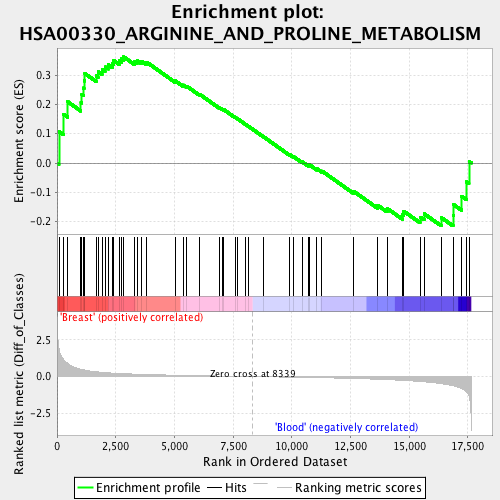 Enrichment plot:
HSA00330_ARGININE_AND_PROLINE_METABOLISM
Enrichment score (ES)
0.3
0.2
0.1
0.0
-0.1
-0.2
'Breast' (positively correlated)
Ranked list metric (Diff_of_Classes)
2.5
0.0
-2.5
Zero cross at 8339
'Blood' (negatively correlated)
0 2,500 5,000 7,500 10,000 12,500 15,000 17,500
Rank in Ordered Dataset
Enrichment profile Hits Ranking metric scores